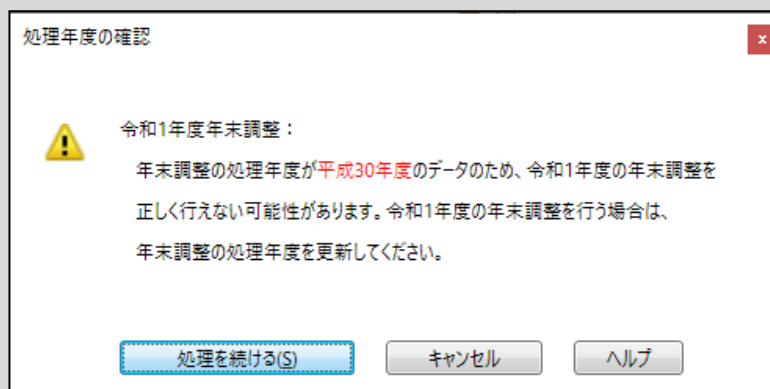 処理年度の確認
x
令和1年度年末調整：
年末調整の処理年度が平成30年度のデータのため、令和1年度の年末調整を
正しく行えない可能性があります。令和1年度の年末調整を行う場合は、
年末調整の処理年度を更新してください。
処理を続ける(S) キャンセル ヘルプ